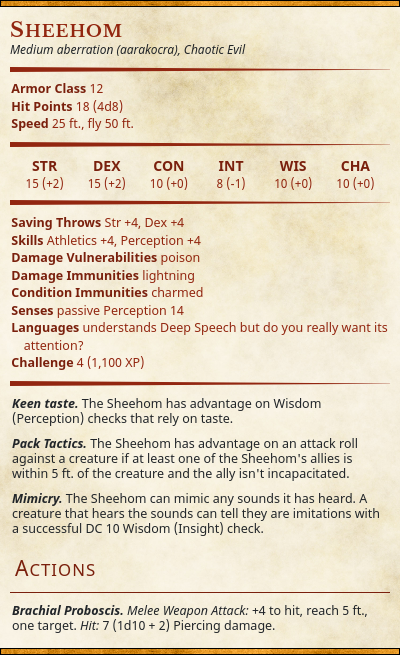 SHEEHOM
Medium aberration (aarakocra), Chaotic Evil
Armor Class 12
Hit Points 18 (4d8)
Speed 25 ft., fly 50 ft.
STR DEX CON INT WIS CHA
15 (+2) 15 (+2) 10 (+0) 8 (-1) 10 (+0) 10 (+0)
Saving Throws Str +4, Dex +4
Skills Athletics +4, Perception +4
Damage Vulnerabilities poison
Damage Immunities lightning
Condition Immunities charmed
Senses passive Perception 14
Languages understands Deep Speech but do you really want its
attention?
Challenge 4 (1,100 XP)
Keen taste. The Sheehom has advantage on Wisdom
(Perception) checks that rely on taste.
Pack Tactics. The Sheehom has advantage on an attack roll
against a creature if at least one of the Sheehom's allies is
within 5 ft. of the creature and the ally isn't incapacitated.
Mimicry. The Sheehom can mimic any sounds it has heard. A
creature that hears the sounds can tell they are imitations with
a successful DC 10 Wisdom (Insight) check.
ACTIONS
Brachial Proboscis. Melee Weapon Attack: +4 to hit, reach 5 ft.,
one target. Hit: 7 (1d10 + 2) Piercing damage.